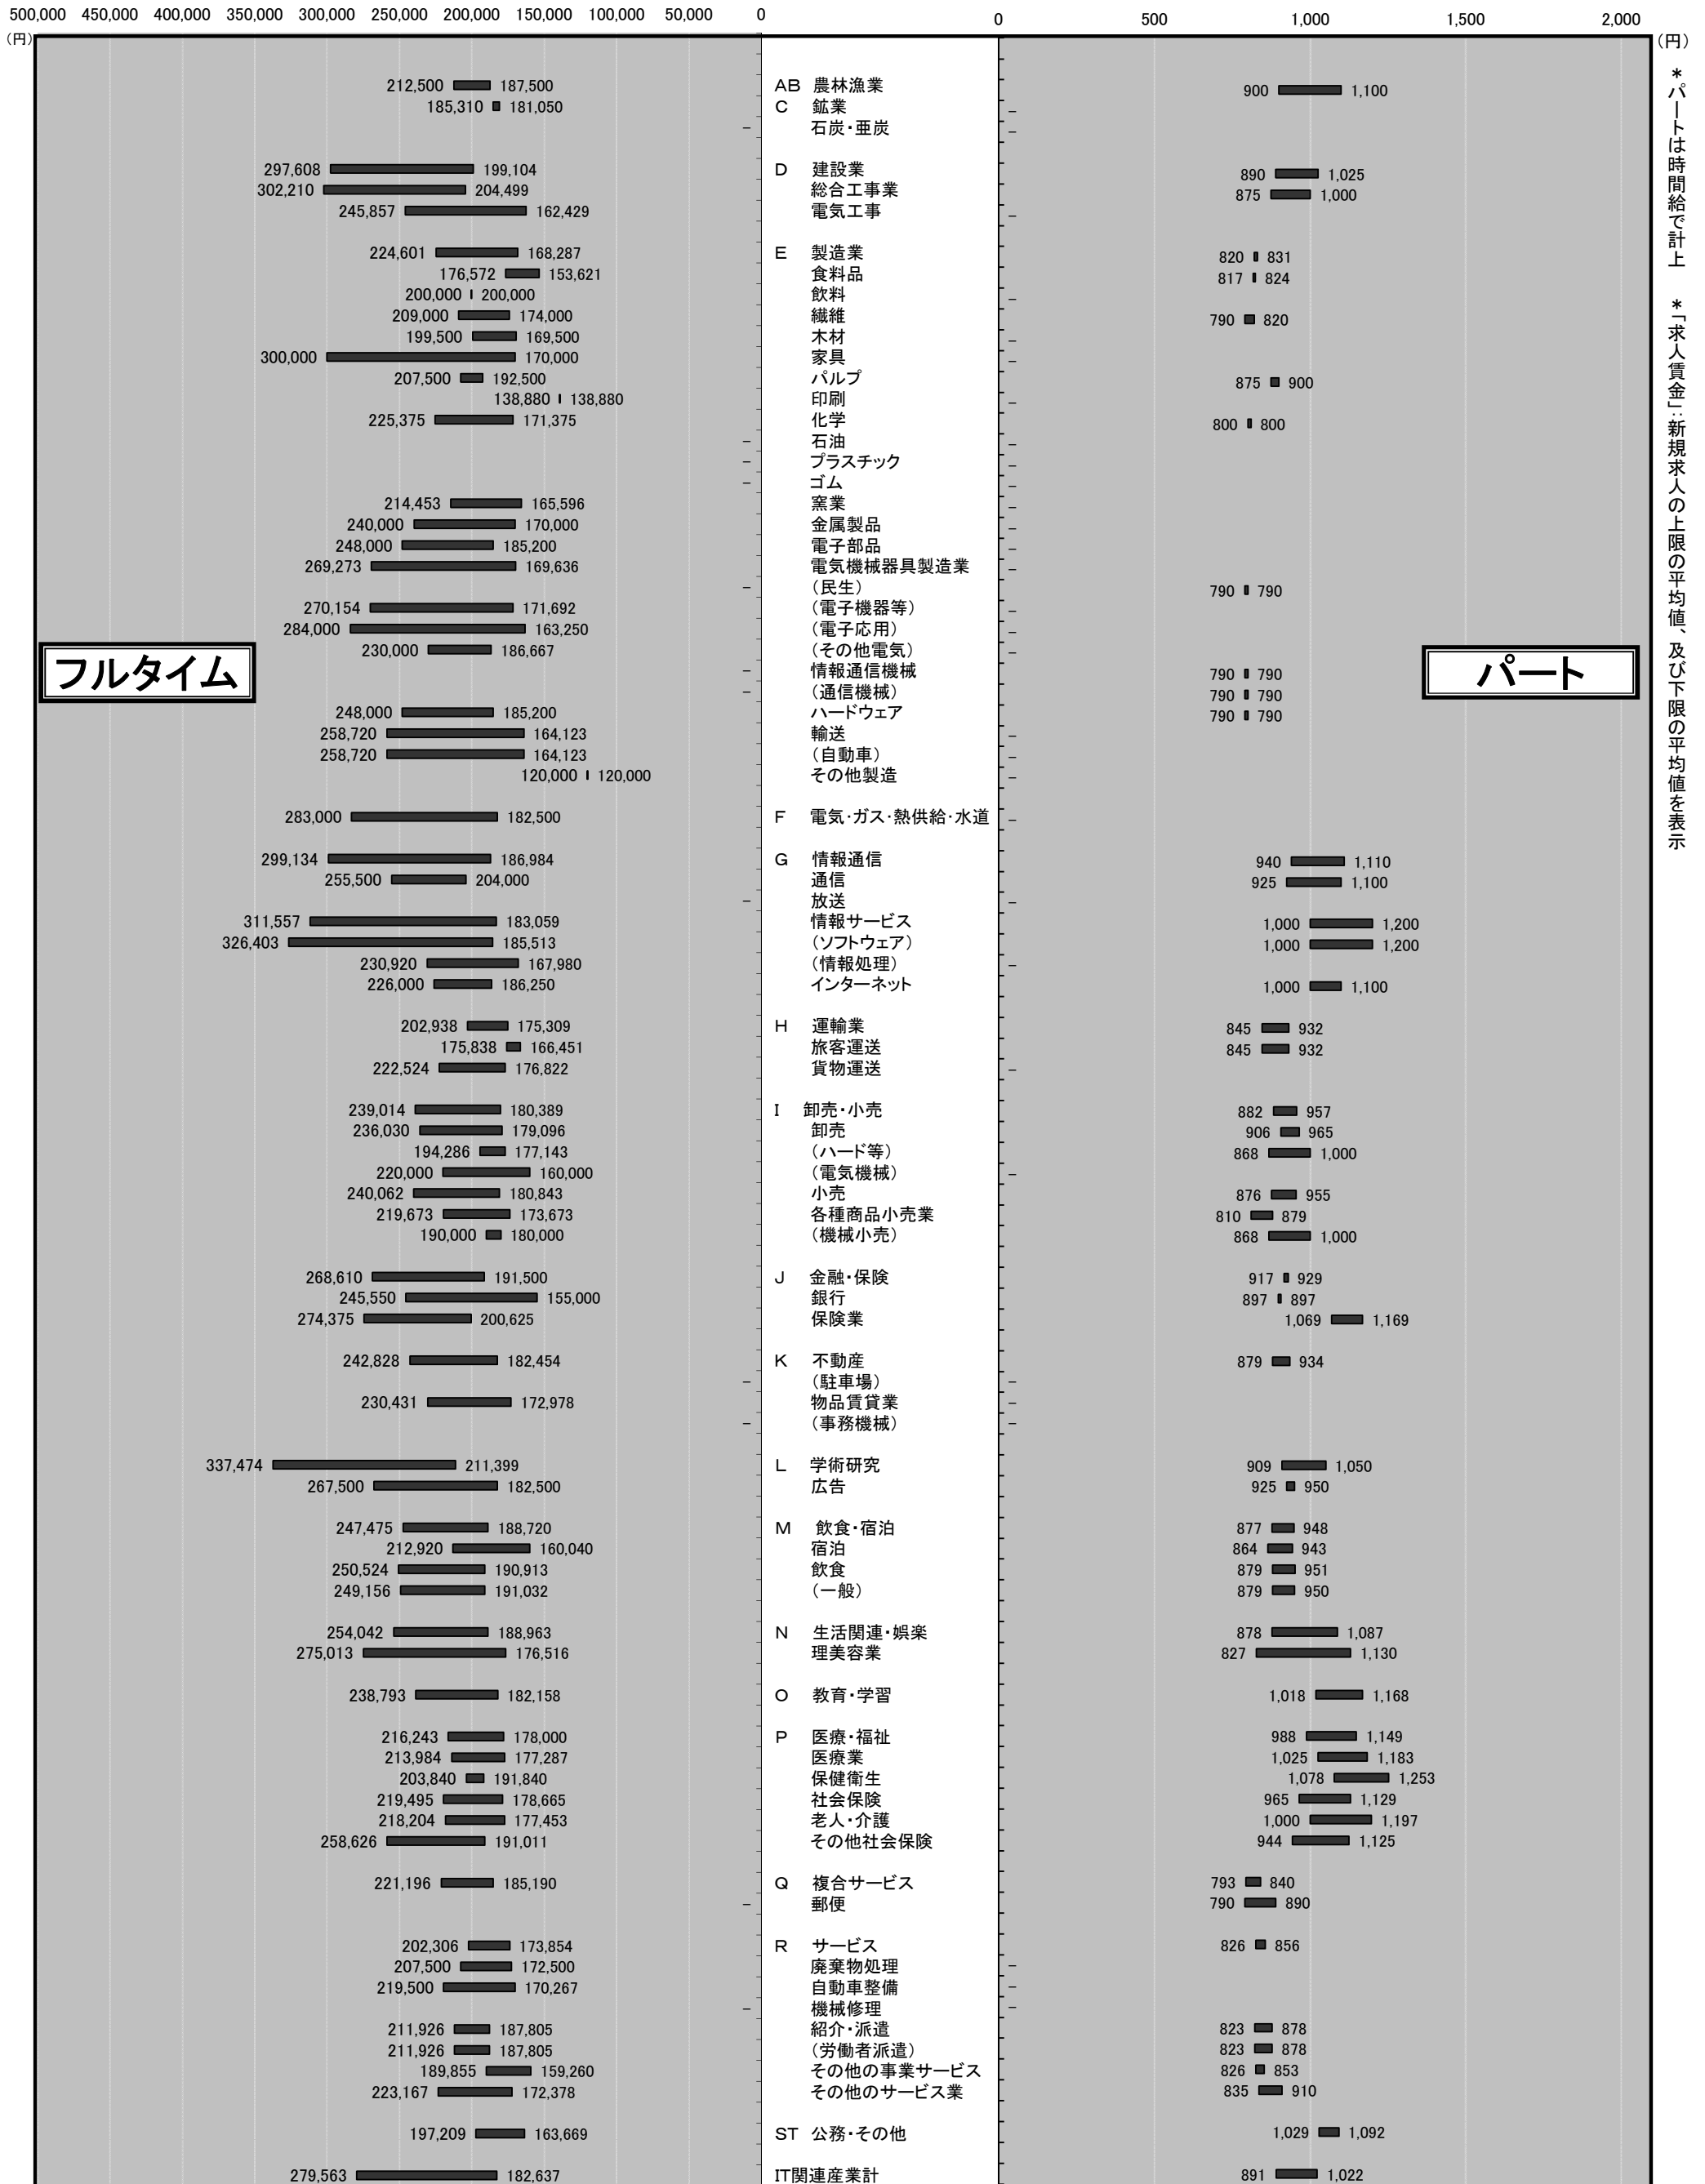 500,000 450,000 400,000 350,000 300,000 250,000 200,000 150,000 100,000 50,000 0 0 500 1,000 1,500 2,000
（円） （円）
212,500 187,500 AB 農林漁業 900 1,100
185,310 181,050 C 鉱業 －
－ 石炭・亜炭 －
297,608 199,104 D 建設業 890 1,025
302,210 204,499 総合工事業 875 1,000
245,857 162,429 電気工事 －
224,601 168,287 E 製造業 820 831
176,572 153,621 食料品 817 824
200,000 200,000 飲料 －
209,000 174,000 繊維 790 820
199,500 169,500 木材 －
300,000 170,000 家具 －
207,500 192,500 パルプ 875 900
138,880 138,880 印刷 －
225,375 171,375 化学 800 800
－ 石油 －
－ プラスチック －
－ ゴム －
214,453 165,596 窯業 －
240,000 170,000 金属製品 －
248,000 185,200 電子部品 －
269,273 169,636 電気機械器具製造業 －
－ （民生） 790 790
270,154 171,692 （電子機器等） －
284,000 163,250 （電子応用） －
230,000 186,667 （その他電気） －
－ 情報通信機械 790 790
－ （通信機械） 790 790
248,000 185,200 ハードウェア 790 790
258,720 164,123 輸送 －
258,720 164,123 （自動車） －
120,000 120,000 その他製造 －
283,000 182,500 F 電気・ガス・熱供給・水道 －
299,134 186,984 G 情報通信 940 1,110
255,500 204,000 通信 925 1,100
－ 放送 －
311,557 183,059 情報サービス 1,000 1,200
326,403 185,513 （ソフトウェア） 1,000 1,200
230,920 167,980 （情報処理） －
226,000 186,250 インターネット 1,000 1,100
202,938 175,309 H 運輸業 845 932
175,838 166,451 旅客運送 845 932
222,524 176,822 貨物運送 －
239,014 180,389 I 卸売・小売 882 957
236,030 179,096 卸売 906 965
194,286 177,143 （ハード等） 868 1,000
220,000 160,000 （電気機械） －
240,062 180,843 小売 876 955
219,673 173,673 各種商品小売業 810 879
190,000 180,000 （機械小売） 868 1,000
268,610 191,500 J 金融・保険 917 929
245,550 155,000 銀行 897 897
274,375 200,625 保険業 1,069 1,169
242,828 182,454 K 不動産 879 934
－ （駐車場） －
230,431 172,978 物品賃貸業 －
－ （事務機械） －
337,474 211,399 L 学術研究 909 1,050
267,500 182,500 広告 925 950
247,475 188,720 M 飲食・宿泊 877 948
212,920 160,040 宿泊 864 943
250,524 190,913 飲食 879 951
249,156 191,032 （一般） 879 950
254,042 188,963 N 生活関連・娯楽 878 1,087
275,013 176,516 理美容業 827 1,130
238,793 182,158 O 教育・学習 1,018 1,168
216,243 178,000 P 医療・福祉 988 1,149
213,984 177,287 医療業 1,025 1,183
203,840 191,840 保健衛生 1,078 1,253
219,495 178,665 社会保険 965 1,129
218,204 177,453 老人・介護 1,000 1,197
258,626 191,011 その他社会保険 944 1,125
221,196 185,190 Q 複合サービス 793 840
－ 郵便 790 890
202,306 173,854 R サービス 826 856
207,500 172,500 廃棄物処理 －
219,500 170,267 自動車整備 －
－ 機械修理 －
211,926 187,805 紹介・派遣 823 878
211,926 187,805 （労働者派遣） 823 878
189,855 159,260 その他の事業サービス 826 853
223,167 172,378 その他のサービス業 835 910
197,209 163,669 ST 公務・その他 1,029 1,092
279,563 182,637 IT関連産業計 891 1,022
フルタイム
パート
＊パートは時間給で計上 ＊「求人賃金」：新規求人の上限の平均値、及び下限の平均値を表示